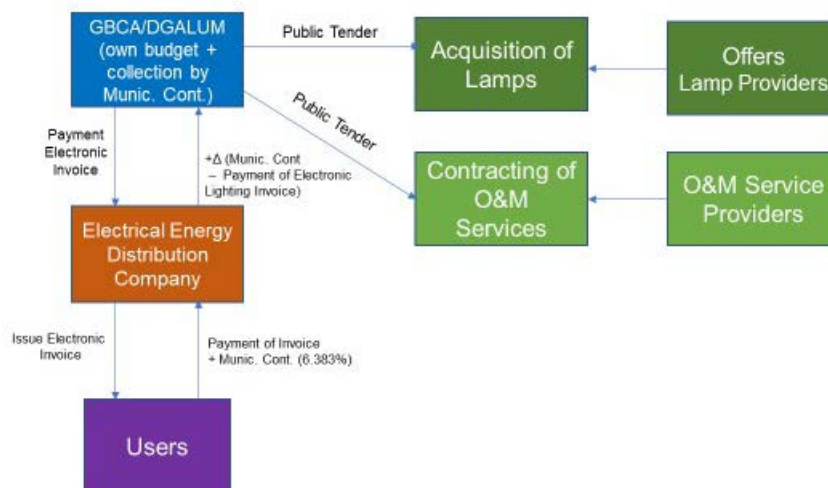 GBCA/DGALUM
(own budget +
collection by
Munic. Cont.)
Public Tender
Acquisition of
Lamps
Offers
Lamp Providers
Public Tender
Payment
Electronic
Invoice
+Δ (Munic. Cont
– Payment of Electronic
Lighting Invoice)
Contracting of
O&M
Services
O&M Service
Providers
Electrical Energy
Distribution
Company
Issue Electronic
Invoice
Payment of Invoice
+ Munic. Cont. (6.383%)
Users